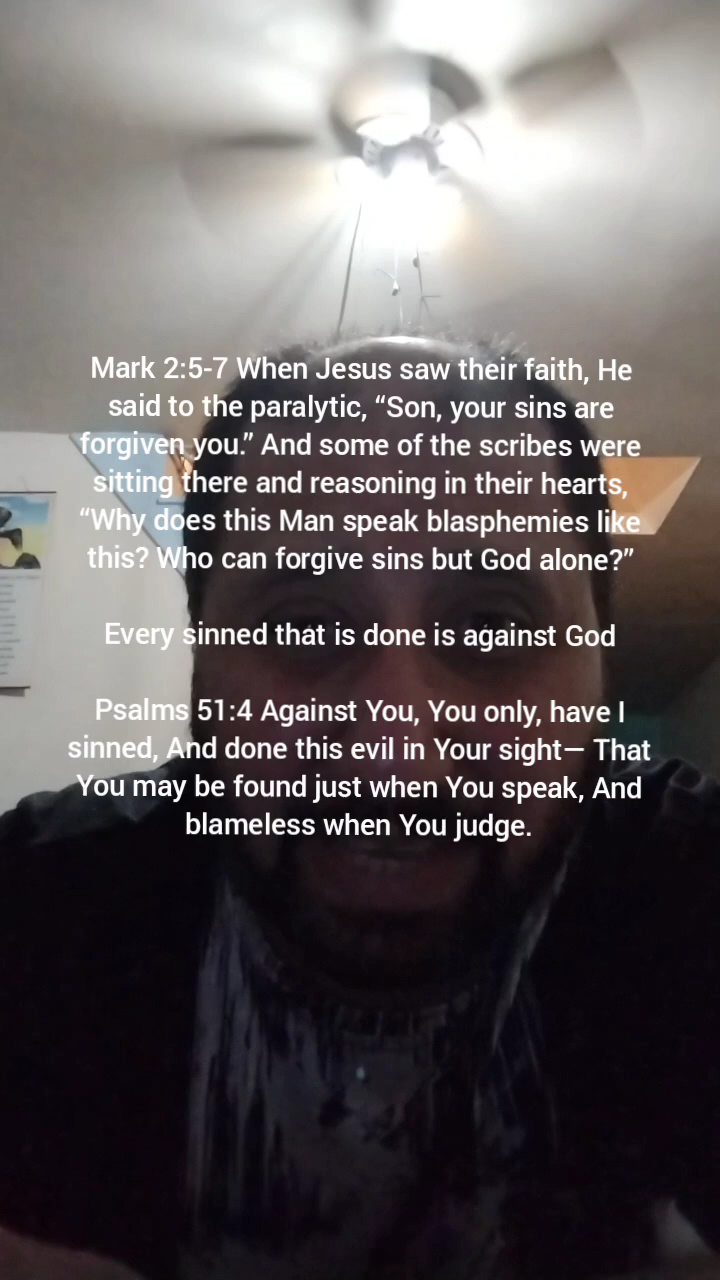 Mark 2:5-7 When Jesus saw their faith, He
said to the paralytic, “Son, your sins are
forgiven you.” And some of the scribes were
sitting there and reasoning in their hearts,
“Why does this Man speak blasphemies like
this? Who can forgive sins but God alone?”
Every sinned that is done is against God
Psalms 51:4 Against You, You only, have I
sinned, And done this evil in Your sight— That
You may be found just when You speak, And
blameless when You judge.